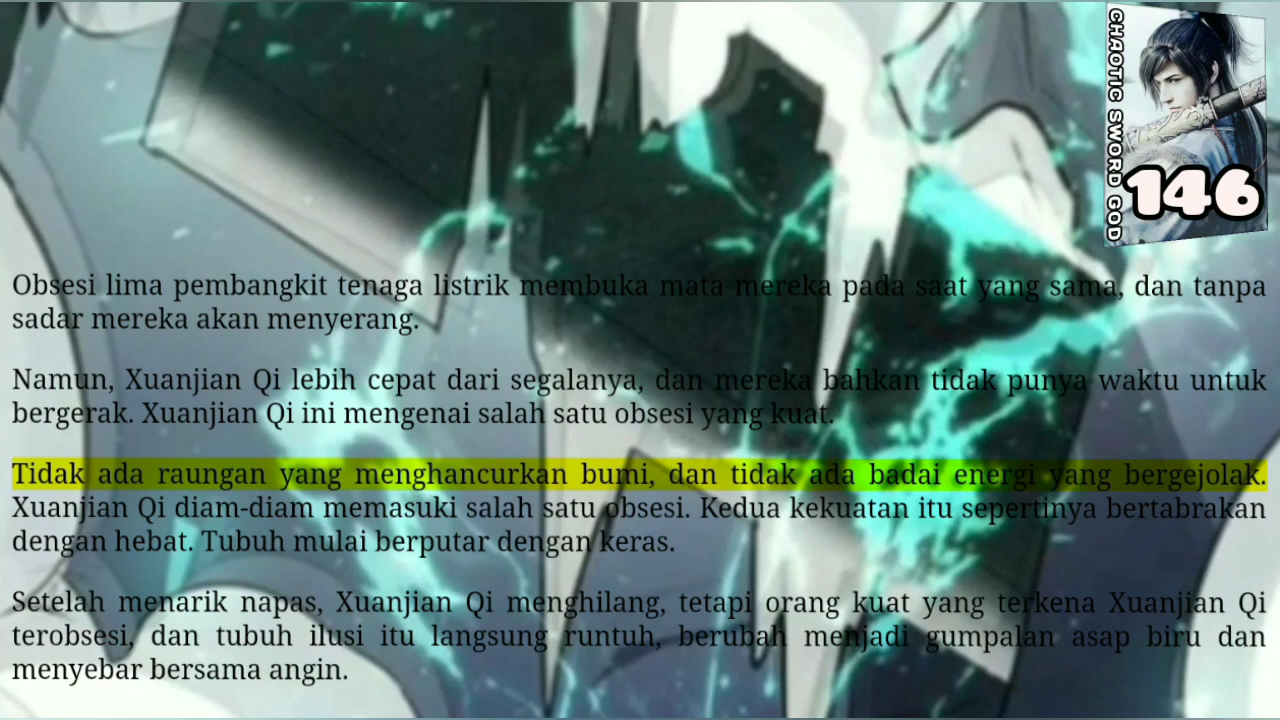 CHAOTIC SWORD GOD
146
Obsesi lima pembangkit tenaga listrik membuka mata mereka pada saat yang sama, dan tanpa
sadar mereka akan menyerang.
Namun, Xuanjian Qi lebih cepat dari segalanya, dan mereka bahkan tidak punya waktu untuk
bergerak. Xuanjian Qi ini mengenai salah satu obsesi yang kuat.
Tidak ada raungan yang menghancurkan bumi, dan tidak ada badai energi yang bergejolak.
Xuanjian Qi diam-diam memasuki salah satu obsesi. Kedua kekuatan itu sepertinya bertabrakan
dengan hebat. Tubuh mulai berputar dengan keras.
Setelah menarik napas, Xuanjian Qi menghilang, tetapi orang kuat yang terkena Xuanjian Qi
terobsesi, dan tubuh ilusi itu langsung runtuh, berubah menjadi gumpalan asap biru dan
menyebar bersama angin.